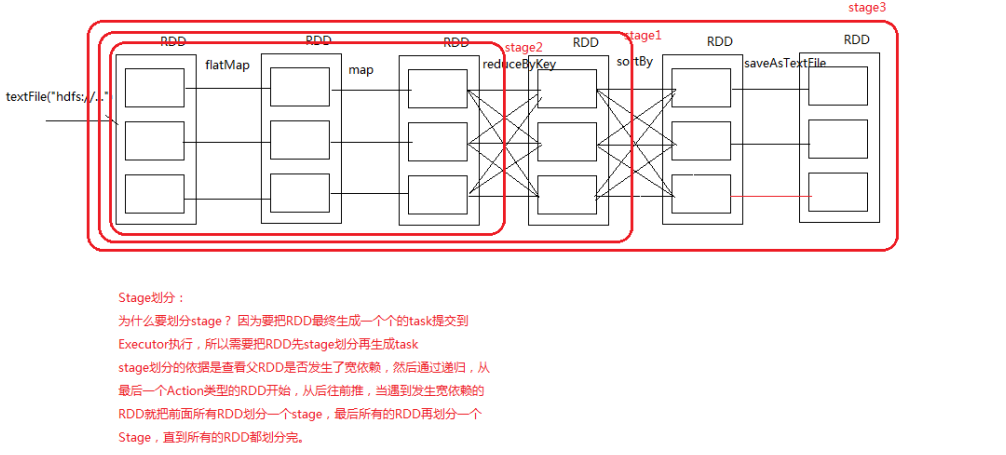 stage3
RDD RDD RDD stage2 RDD stage1 RDD RDD
flatMap map reduceByKey sortBy saveAsTextFile
textFile("hdfs://..."
Stage划分：
为什么要划分stage？ 因为要把RDD最终生成一个个的task提交到
Executor执行，所以需要把RDD先stage划分再生成task
stage划分的依据是查看父RDD是否发生了宽依赖，然后通过递归，从
最后一个Action类型的RDD开始，从后往前推，当遇到发生宽依赖的
RDD就把前面所有RDD划分一个stage，最后所有的RDD再划分一个
Stage，直到所有的RDD都划分完。